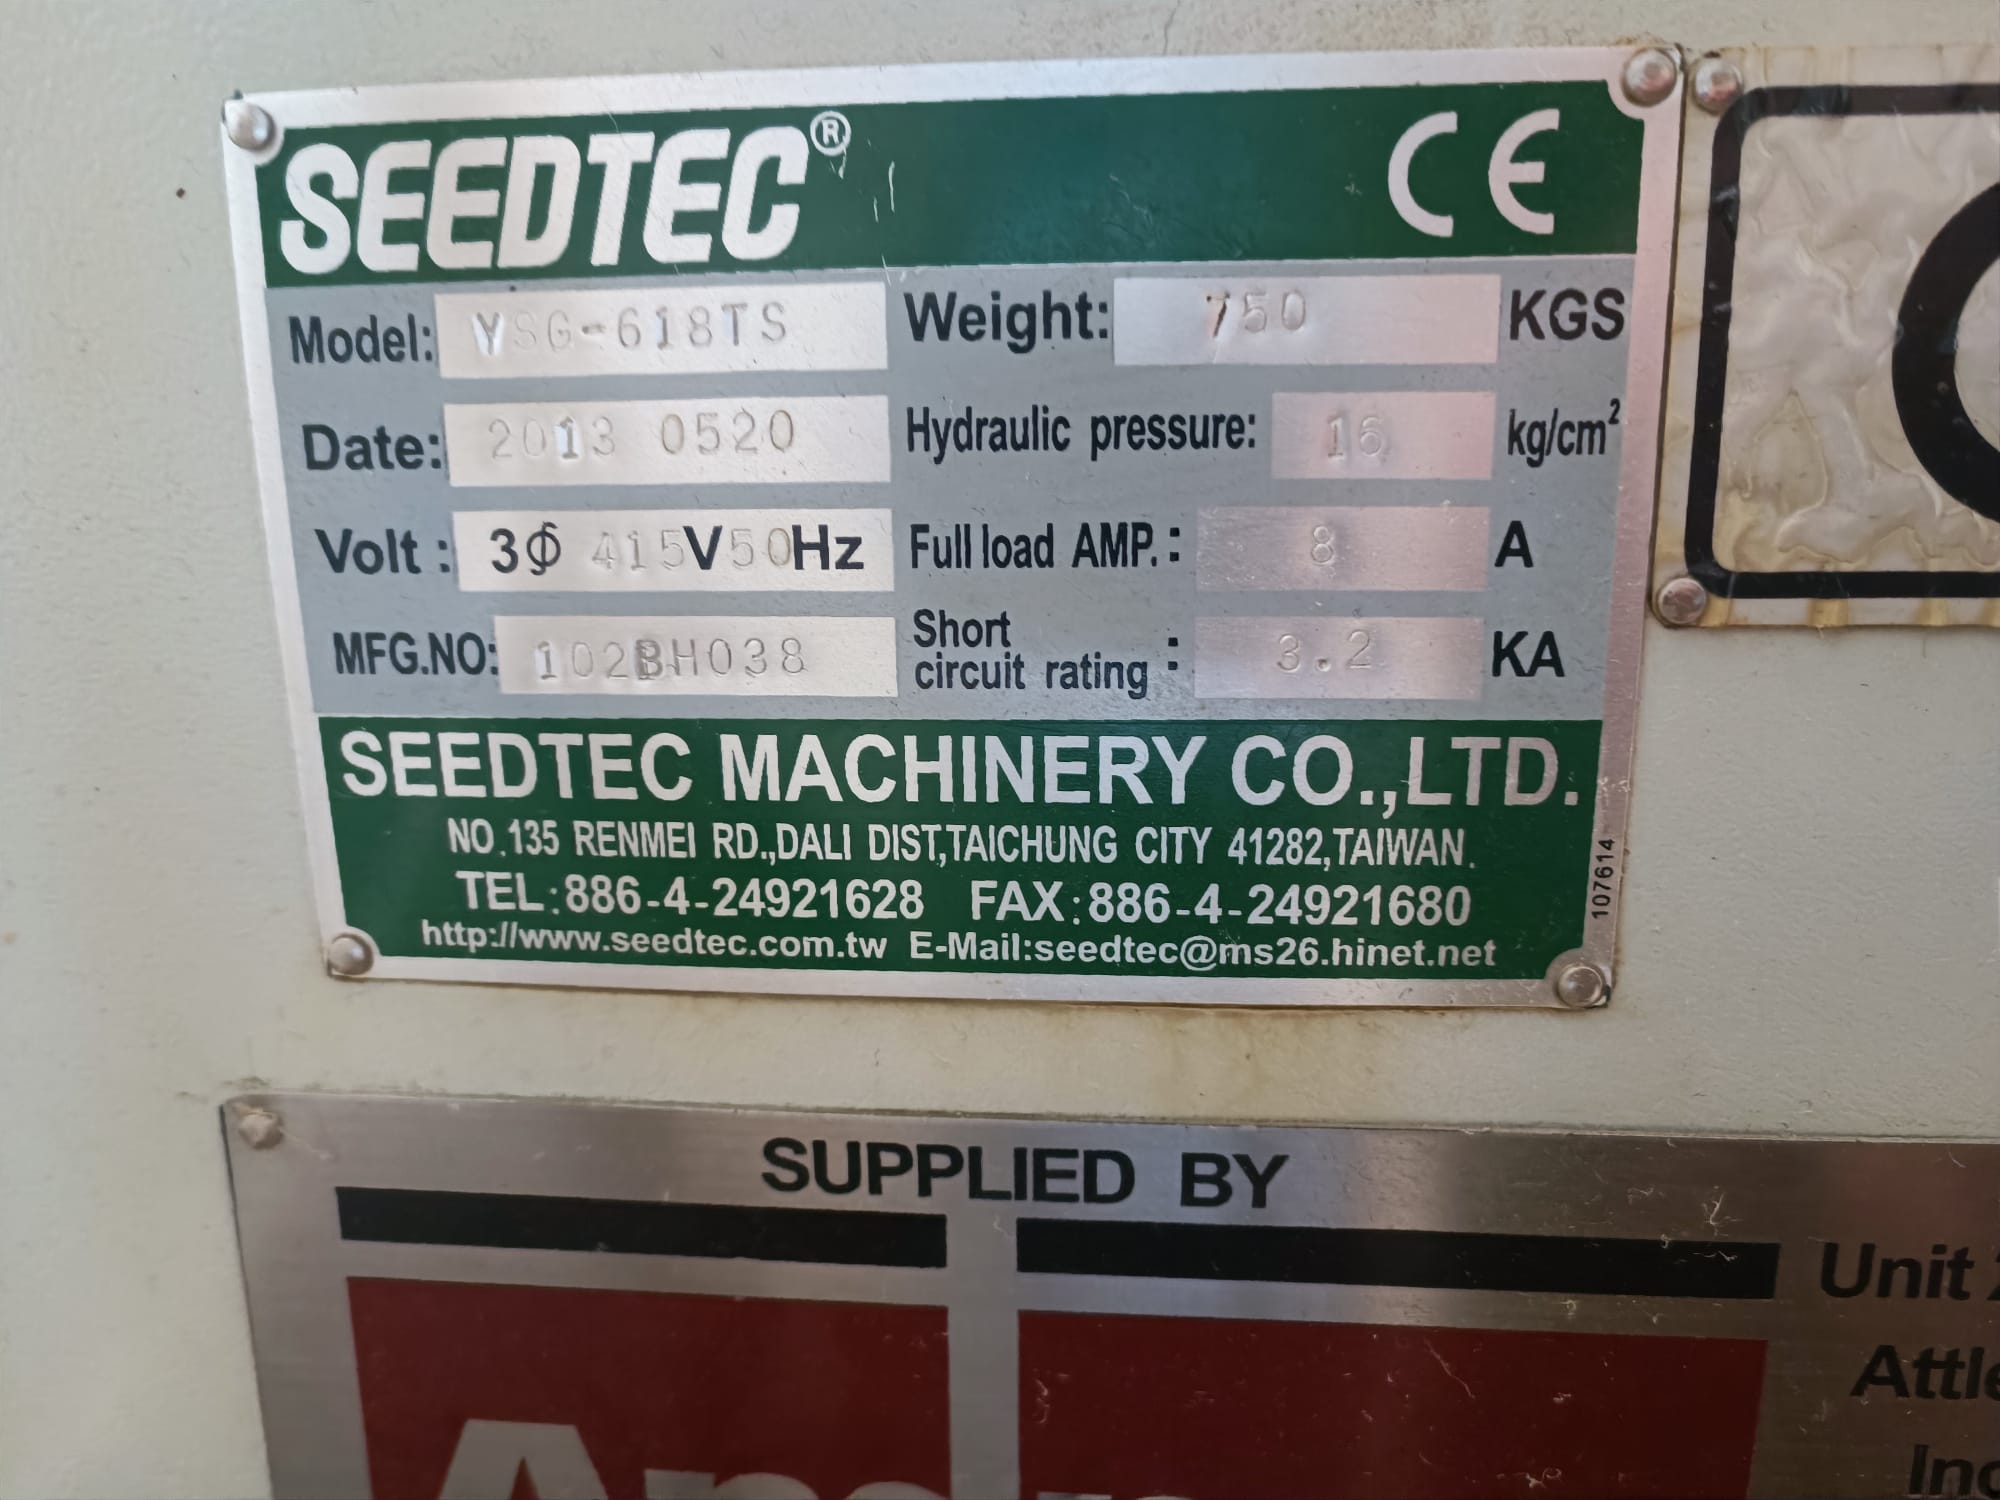 SEEDTEC® CE
Model: YSG-618TS Weight: 750 KGS
Date: 2013 0520 Hydraulic pressure: 16 kg/cm²
Volt : 3Φ 415V50Hz Full load AMP. : 8 A
MFG.NO: 102BH038 Short circuit rating : 3.2 KA
SEEDTEC MACHINERY CO.,LTD.
NO.135 RENMEI RD.,DALI DIST,TAICHUNG CITY 41282,TAIWAN.
TEL:886-4-24921628 FAX:886-4-24921680
http://www.seedtec.com.tw E-Mail:seedtec@ms26.hinet.net
107614
SUPPLIED BY
Unit